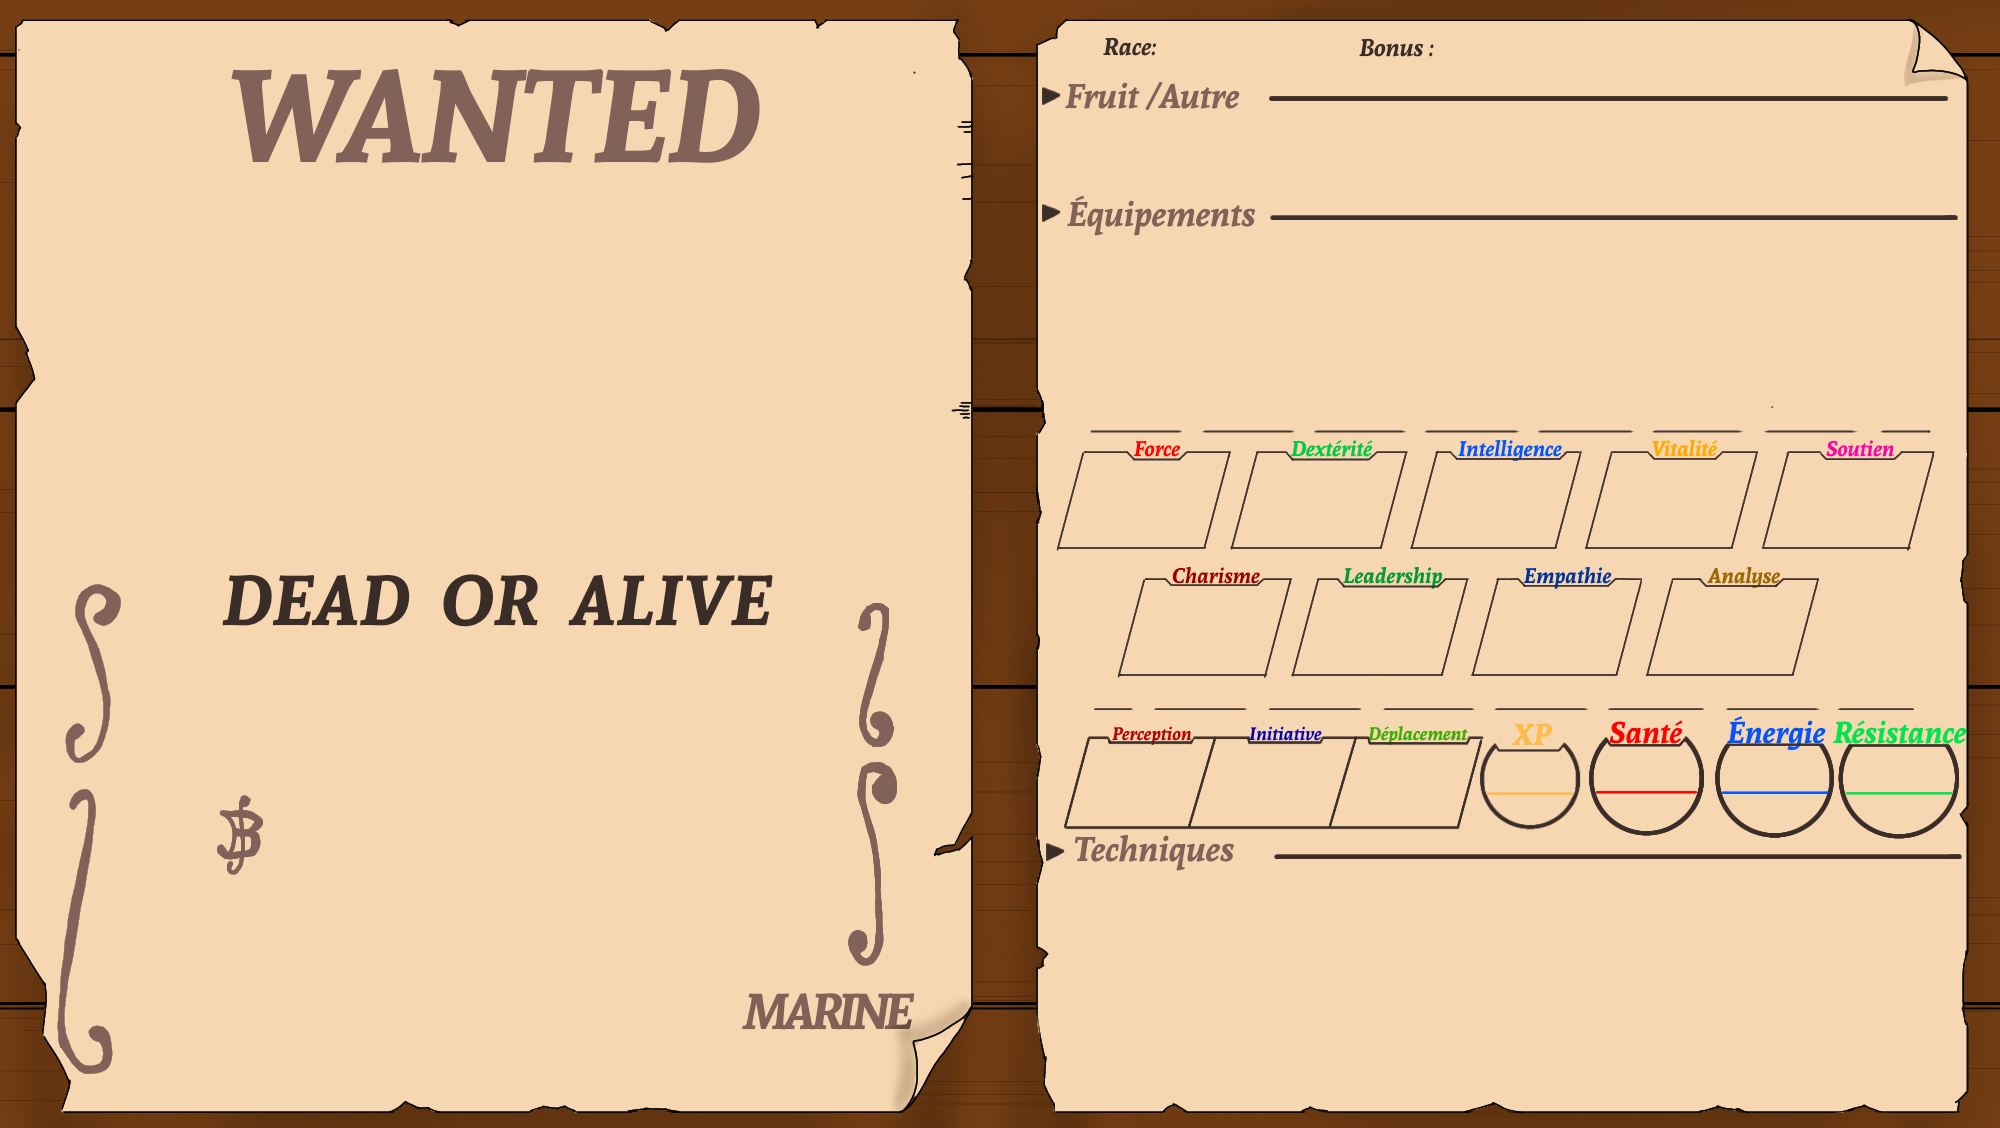 WANTED
DEAD OR ALIVE
฿
MARINE
Race: Bonus :
Fruit /Autre
Équipements
Force Dextérité Intelligence Vitalité Soutien
Charisme Leadership Empathie Analyse
Perception Initiative Déplacement XP Santé Énergie Résistance
Techniques